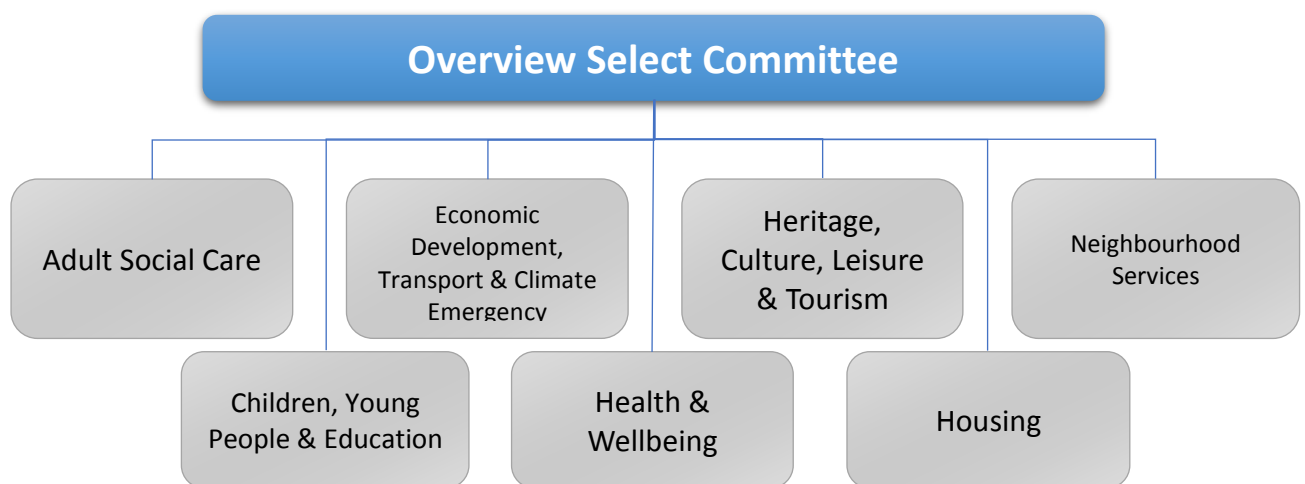 Overview Select Committee
Adult Social Care
Economic
Development,
Transport & Climate
Emergency
Heritage,
Culture, Leisure
& Tourism
Neighbourhood
Services
Children, Young
People & Education
Health &
Wellbeing
Housing